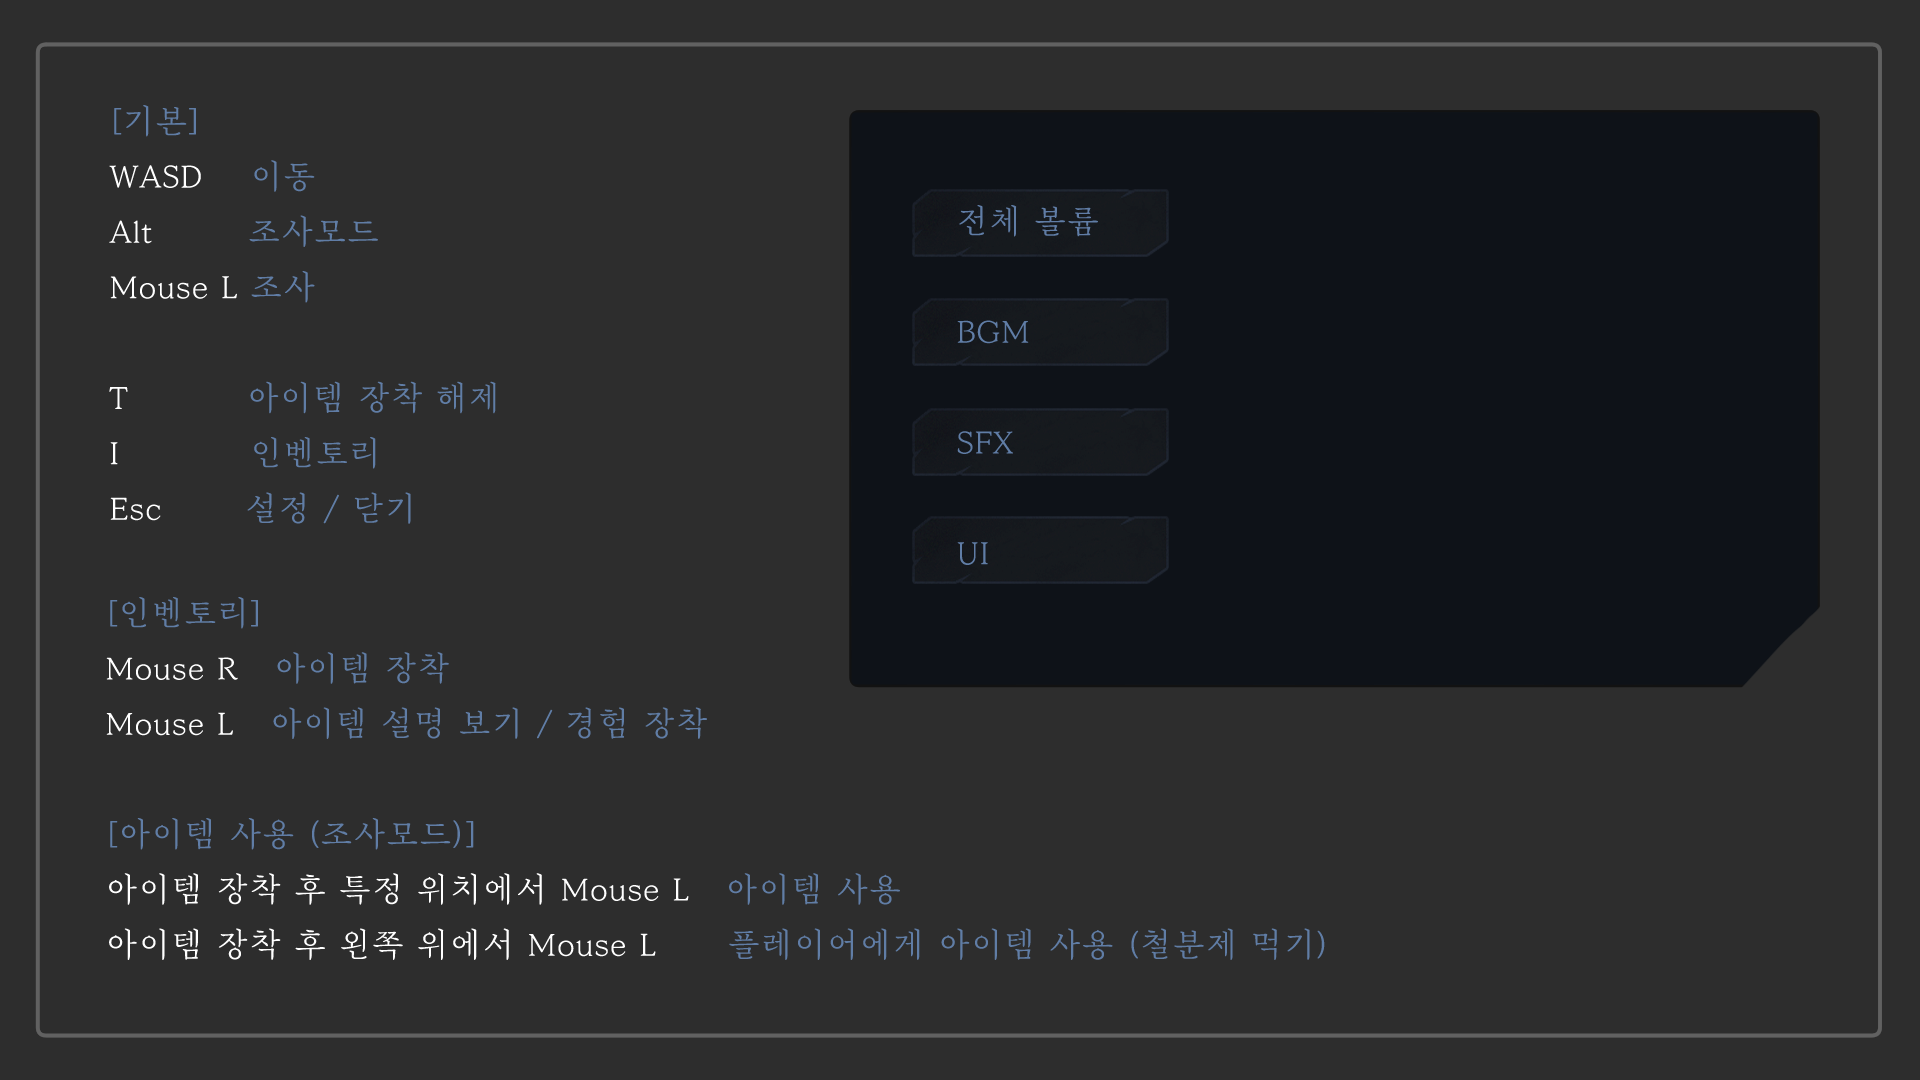 [기본]
WASD 이동
Alt 조사모드
Mouse L 조사
T 아이템 장착 해제
I 인벤토리
Esc 설정 / 닫기
[인벤토리]
Mouse R 아이템 장착
Mouse L 아이템 설명 보기 / 경험 장착
[아이템 사용 (조사모드)]
아이템 장착 후 특정 위치에서 Mouse L 아이템 사용
아이템 장착 후 왼쪽 위에서 Mouse L 플레이어에게 아이템 사용 (철분제 먹기)
전체 볼륨
BGM
SFX
UI